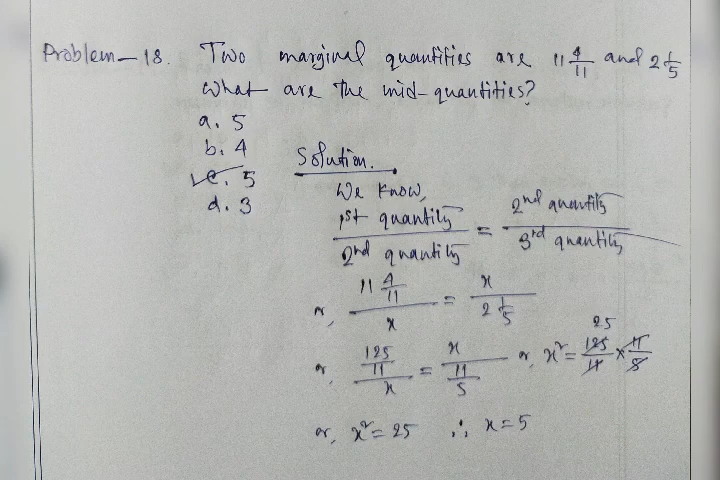 Problem-18. Two marginal quantities are 11 4/11 and 2 1/5
What are the mid-quantities?
a. 5
b. 4
c. 5
d. 3
Solution.
We know,
1st quantity / 2nd quantity = 2nd quantity / 3rd quantity
or, 11 4/11 / x = x / 2 1/5
or, 125/11 / x = x / 11/5 or, x² = 125/11 × 11/5 25
or, x² = 25 ∴ x = 5